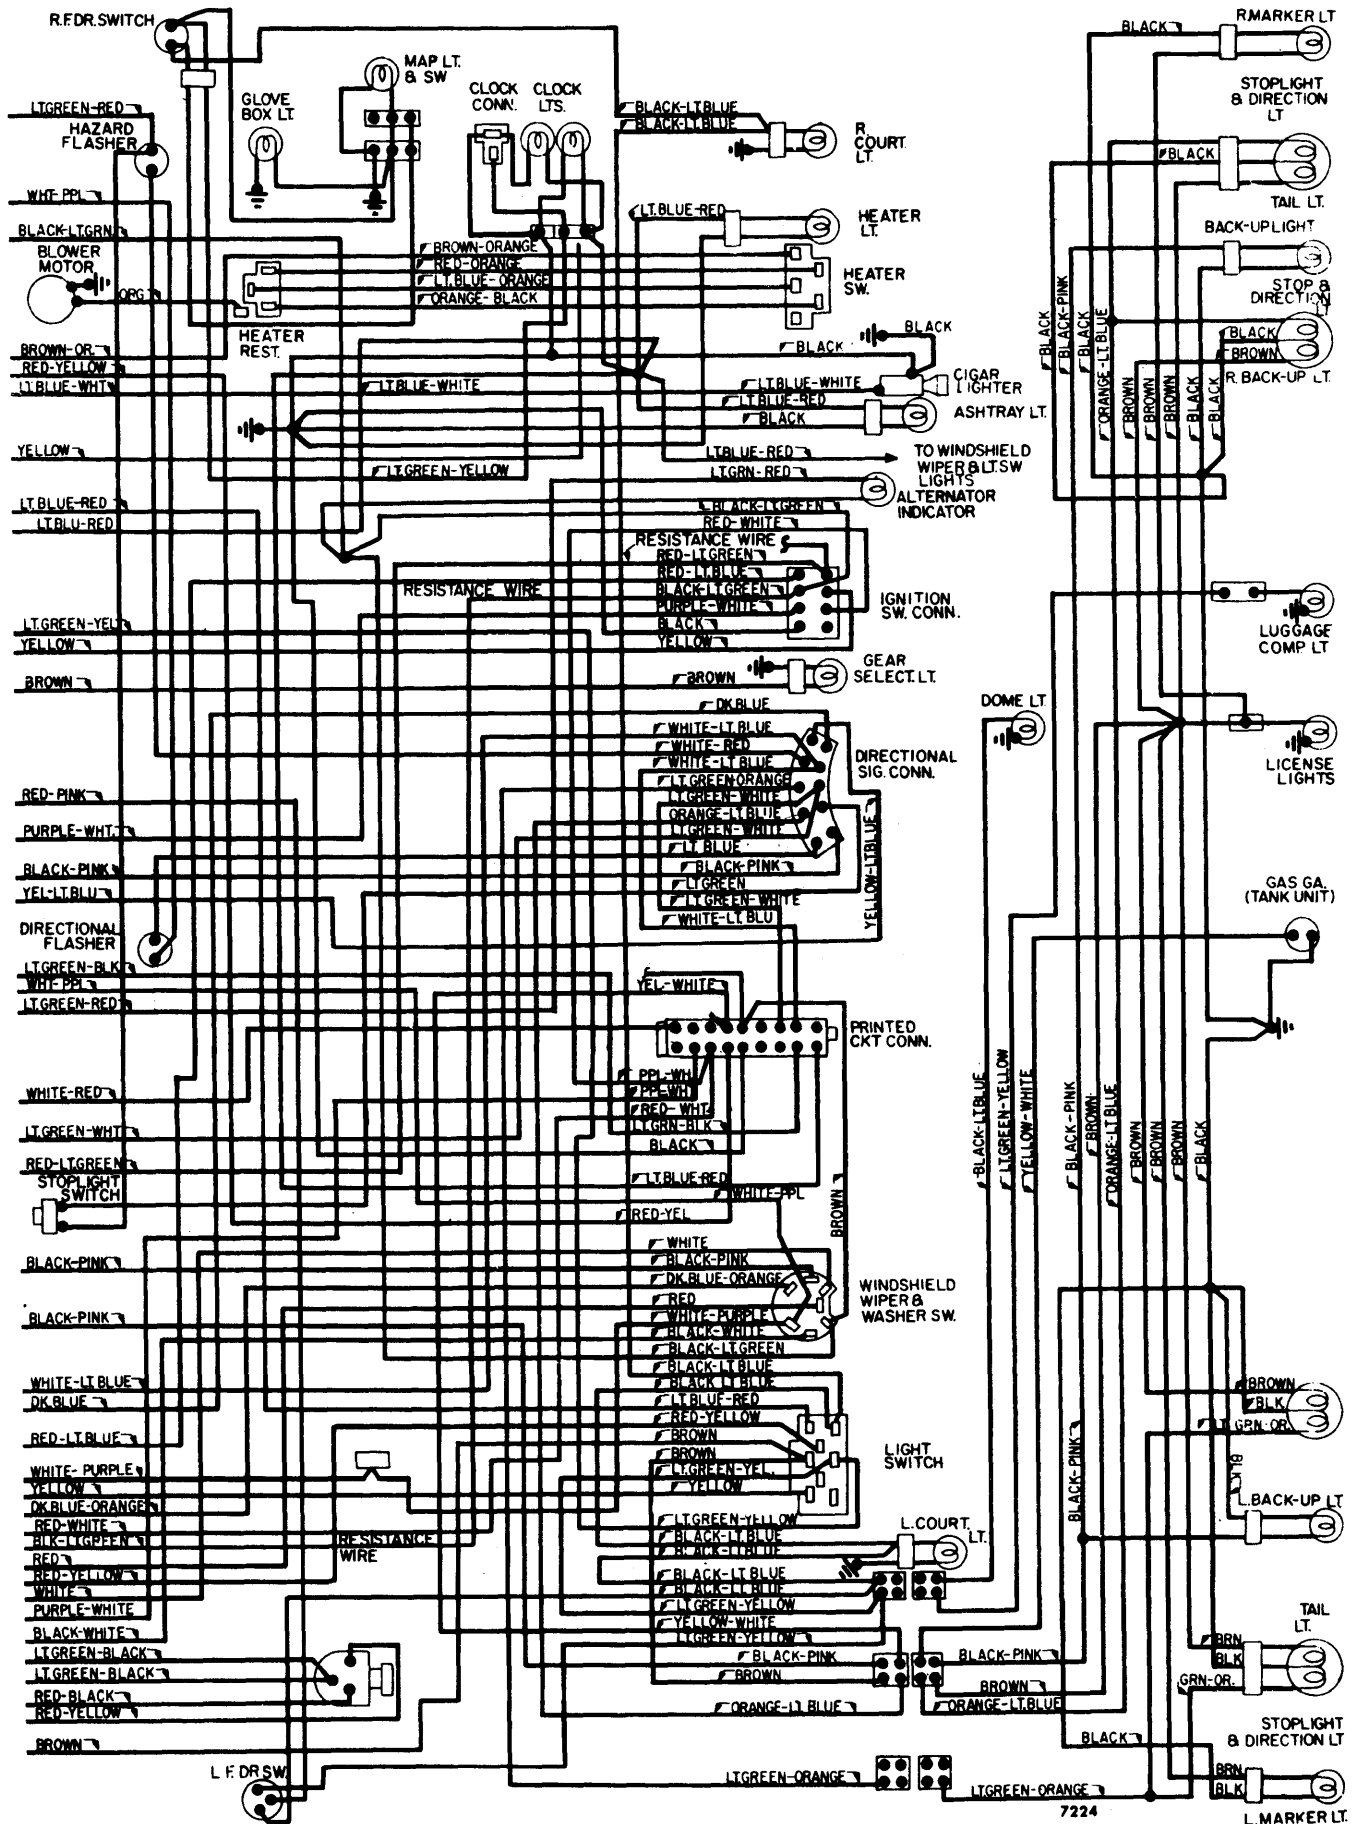 R.F.DR.SWITCH
LT.GREEN-RED
HAZARD
FLASHER
WHT-PPL
BLACK-LT.GRN.
BLOWER
MOTOR
ORG
BROWN-OR.
RED-YELLOW
LT.BLUE-WHT
YELLOW
LT.BLUE-RED
LT.BLU-RED
LT.GREEN-YEL
YELLOW
BROWN
RED-PINK
PURPLE-WHT.
BLACK-PINK
YEL-LT.BLU
DIRECTIONAL
FLASHER
LT.GREEN-BLK
WHT-PPL
LT.GREEN-RED
WHITE-RED
LT.GREEN-WHT
RED-LT.GREEN
STOPLIGHT
SWITCH
BLACK-PINK
BLACK-PINK
WHITE-LT.BLUE
DK.BLUE
RED-LT.BLUE
WHITE-PURPLE
YELLOW
DK.BLUE-ORANGE
RED-WHITE
BLK-LT.GREEN
RED
RED-YELLOW
WHITE
PURPLE-WHITE
BLACK-WHITE
LT.GREEN-BLACK
LT.GREEN-BLACK
RED-BLACK
RED-YELLOW
BROWN
L.F.DR.SW.
GLOVE
BOX LT.
MAP LT.
& SW
CLOCK
CONN.
CLOCK
LTS.
HEATER
REST.
BROWN-ORANGE
RED-ORANGE
LT.BLUE-ORANGE
ORANGE-BLACK
LT.BLUE-WHITE
LT.GREEN-YELLOW
RESISTANCE WIRE
RESISTANCE
WIRE
BLACK-LT.BLUE
BLACK-LT.BLUE
R.
COURT.
LT.
LT.BLUE-RED
HEATER
LT.
HEATER
SW.
BLACK
BLACK
LT.BLUE-WHITE
CIGAR
LIGHTER
LT.BLUE-RED
BLACK
ASHTRAY LT.
LT.BLUE-RED
TO WINDSHIELD
WIPER & LT.SW
LIGHTS
LT.GRN-RED
ALTERNATOR
INDICATOR
BLACK-LT.GREEN
RED-WHITE
RESISTANCE WIRE
RED-LT.GREEN
RED-LT.BLUE
BLACK-LT.GREEN
PURPLE-WHITE
BLACK
YELLOW
IGNITION
SW. CONN.
GEAR
SELECT. LT.
BROWN
DK.BLUE
WHITE-LT.BLUE
WHITE-RED
WHITE-LT.BLUE
LT.GREEN-ORANGE
LT.GREEN-WHITE
ORANGE-LT.BLUE
LT.GREEN-WHITE
LT. BLUE
BLACK-PINK
LT.GREEN
LT.GREEN-WHITE
WHITE-LT. BLU
DIRECTIONAL
SIG. CONN.
YELLOW-LT.BLUE
YEL-WHITE
PRINTED
CKT CONN.
PPL-WH
PPL-WH
RED-WHT
LT.GRN-BLK
BLACK
LT.BLUE-RED
WHITE-PPL
RED-YEL
BROWN
WHITE
BLACK-PINK
DK.BLUE-ORANGE
RED
WHITE-PURPLE
BLACK-WHITE
BLACK-LT.GREEN
WINDSHIELD
WIPER &
WASHER SW.
BLACK-LT.BLUE
BLACK LT.BLUE
LT.BLUE-RED
RED-YELLOW
BROWN
BROWN
LT.GREEN-YEL.
YELLOW
LIGHT
SWITCH
LT.GREEN-YELLOW
BLACK-LT.BLUE
BLACK-LT.BLUE
L.COURT.
LT.
BLACK-LT.BLUE
BLACK-LT.BLUE
LT.GREEN-YELLOW
YELLOW-WHITE
LT.GREEN-YELLOW
BLACK-PINK
BROWN
ORANGE-LT.BLUE
BLACK-PINK
BROWN
ORANGE-LT.BLUE
LT.GREEN-ORANGE
LT.GREEN-ORANGE
7224
DOME LT.
BLACK-LT.BLUE
LT.GREEN-YELLOW
YELLOW-WHITE
BLACK-PINK
BROWN
ORANGE-LT.BLUE
BROWN
BROWN
BROWN
BLACK
BLACK
R.MARKER LT
STOPLIGHT
& DIRECTION
LT
BLACK
TAIL LT.
BACK-UP LIGHT
STOP &
DIRECTION
LT
BLACK
BROWN
R. BACK-UP LT.
BLACK
BLACK-PINK
BLACK
ORANGE-LT.BLUE
BROWN
BROWN
BROWN
BLACK
BLACK
LUGGAGE
COMP LT
LICENSE
LIGHTS
GAS GA.
(TANK UNIT)
BROWN
BLK
LT.GRN-OR.
BLK
BLACK-PINK
L.BACK-UP LT
TAIL
LT.
BRN
BLK
GRN-OR.
STOPLIGHT
& DIRECTION LT
BLACK
BRN
BLK
L.MARKER LT.